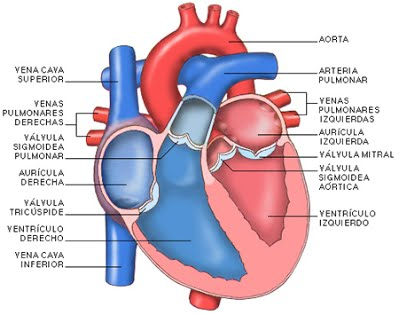 VENA CAVA
SUPERIOR
VENAS
PULMONARES
DERECHAS
VÁLVULA
SIGMOIDEA
PULMONAR
AURÍCULA
DERECHA
VÁLVULA
TRICÚSPIDE
VENTRÍCULO
DERECHO
VENA CAVA
INFERIOR
AORTA
ARTERIA
PULMONAR
VENAS
PULMONARES
IZQUIERDAS
AURÍCULA
IZQUIERDA
VÁLVULA MITRAL
VÁLVULA
SIGMOIDEA
AÓRTICA
VENTRÍCULO
IZQUIERDO